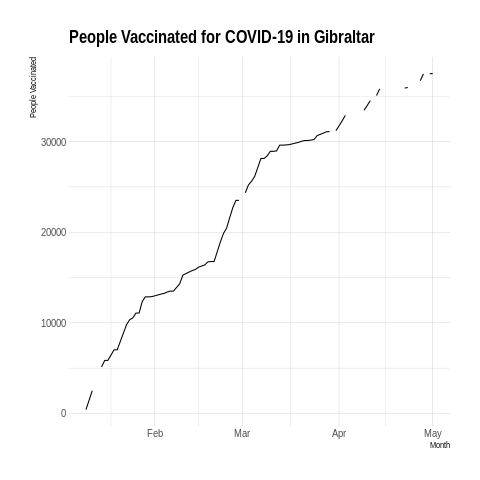 People Vaccinated for COVID-19 in Gibraltar
People Vaccinated
30000
20000
10000
0
Feb Mar Apr May
Month